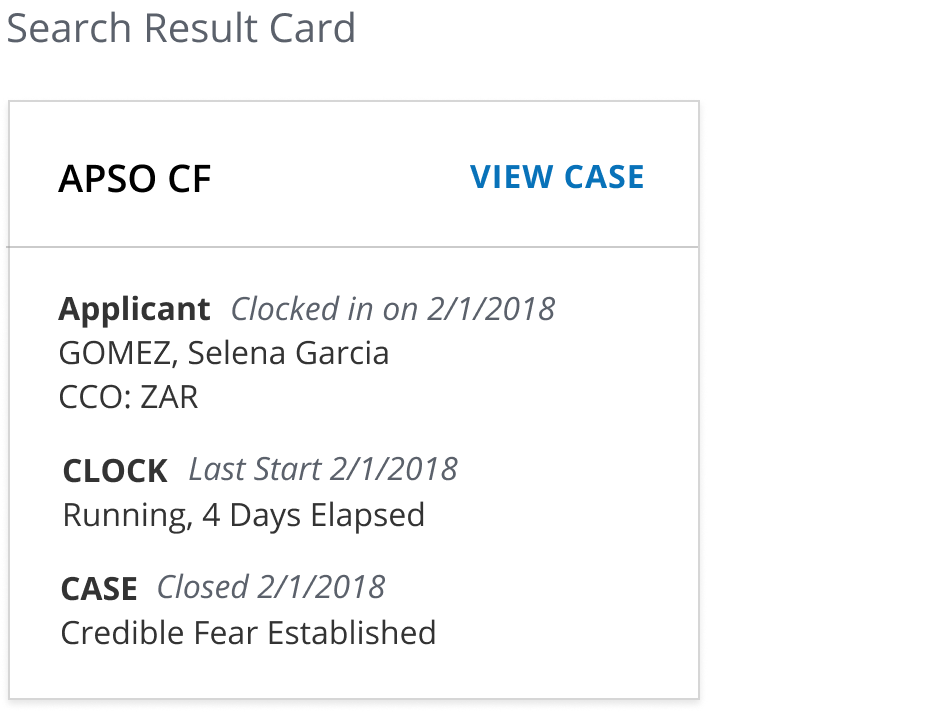 Search Result Card
APSO CF VIEW CASE
Applicant Clocked in on 2/1/2018
GOMEZ, Selena Garcia
CCO: ZAR
CLOCK Last Start 2/1/2018
Running, 4 Days Elapsed
CASE Closed 2/1/2018
Credible Fear Established